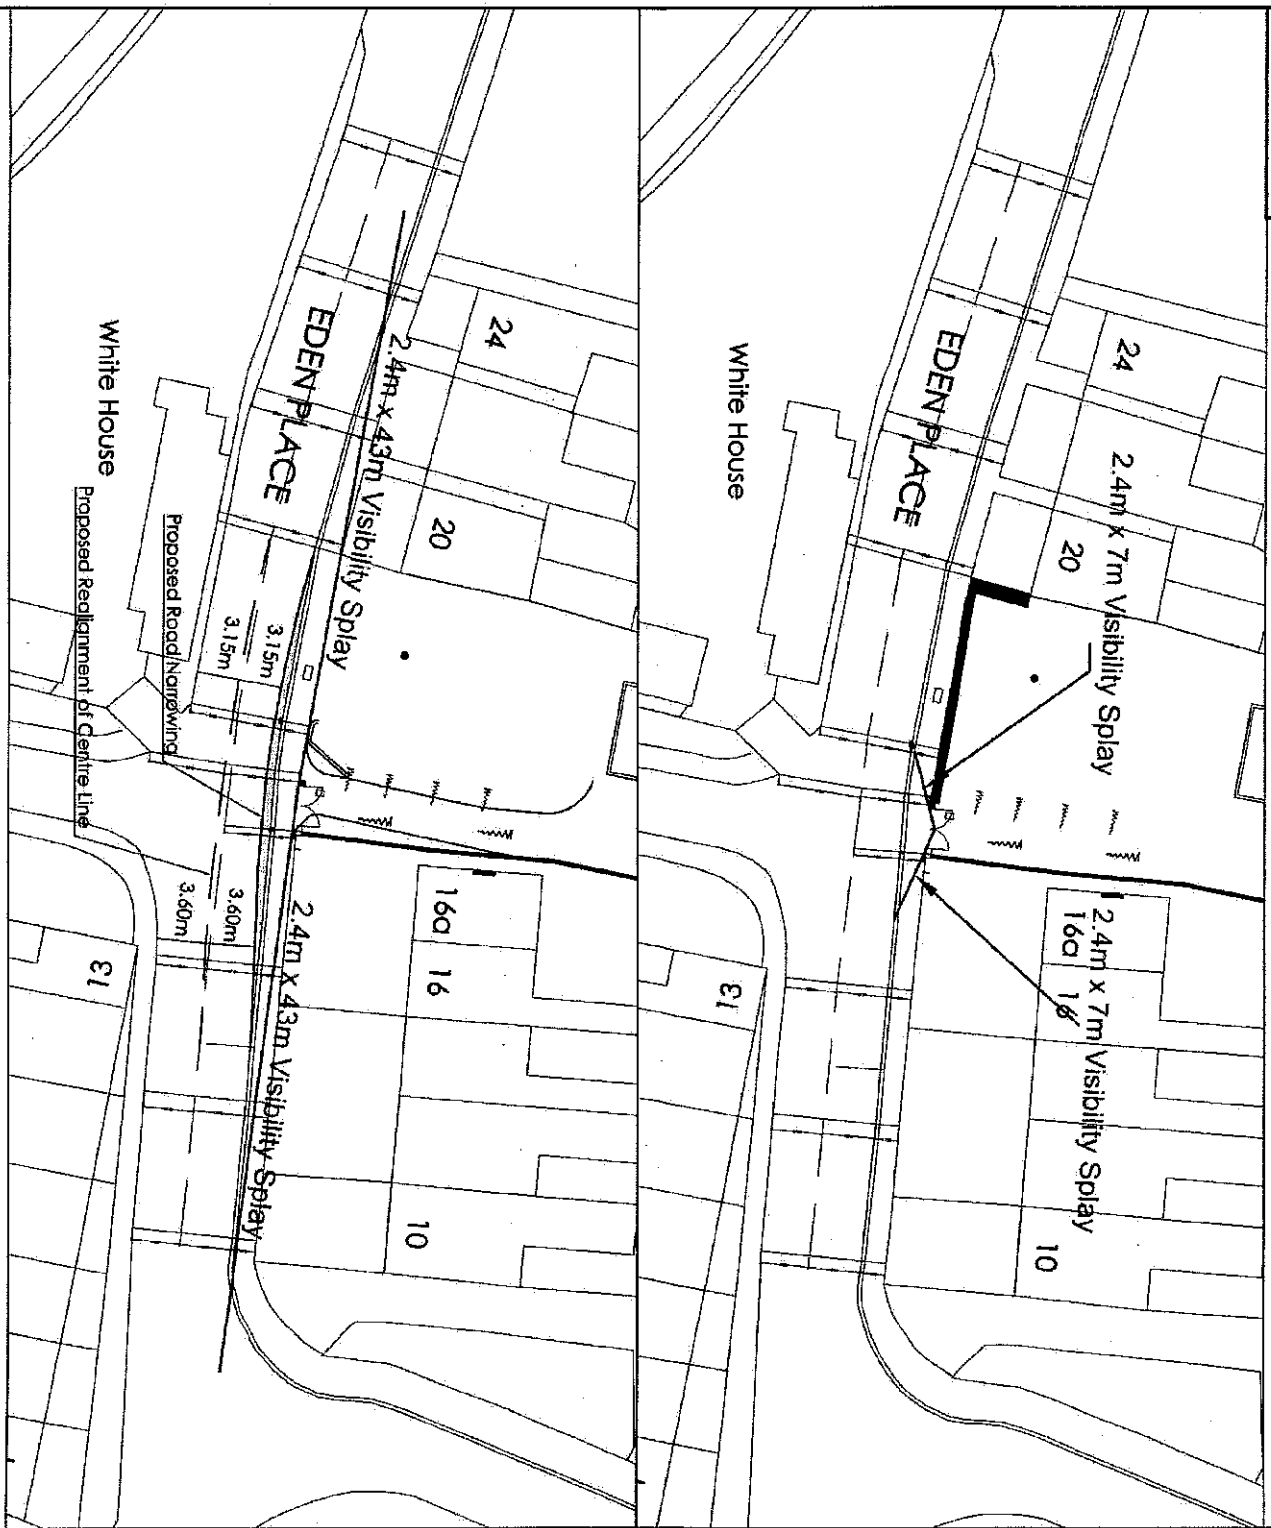 24
2.4m x 7m Visibility Splay
20
EDEN PLACE
White House
2.4m x 7m Visibility Splay
16a
16
13
10
24
2.4m x 43m Visibility Splay
20
EDEN PLACE
White House
3.15m
3.15m
Proposed Road Narrowing
Proposed Realignment of Centre Line
16a
16
2.4m x 43m Visibility Splay
3.60m
3.60m
13
10